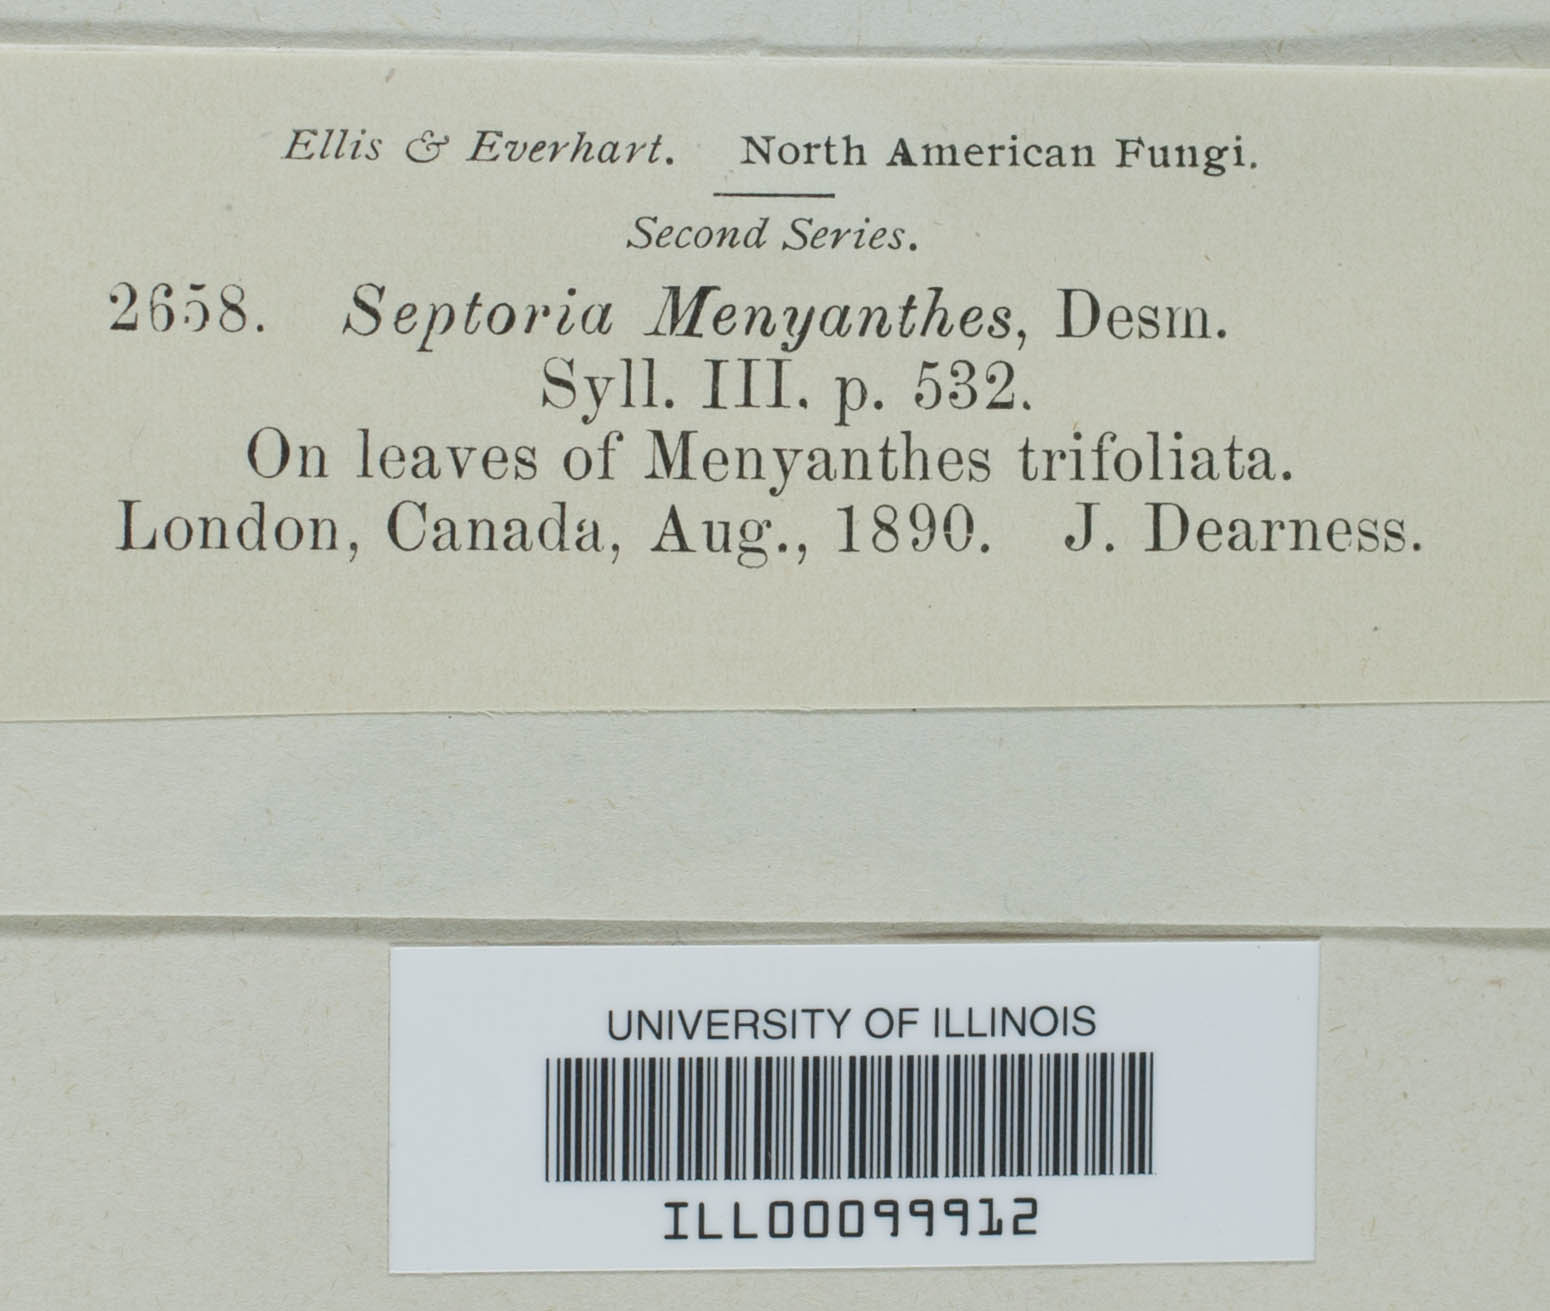 Ellis & Everhart. North American Fungi.
Second Series.
2658. Septoria Menyanthes, Desm.
Syll. III. p. 532.
On leaves of Menyanthes trifoliata.
London, Canada, Aug., 1890. J. Dearness.
UNIVERSITY OF ILLINOIS
ILL00099912